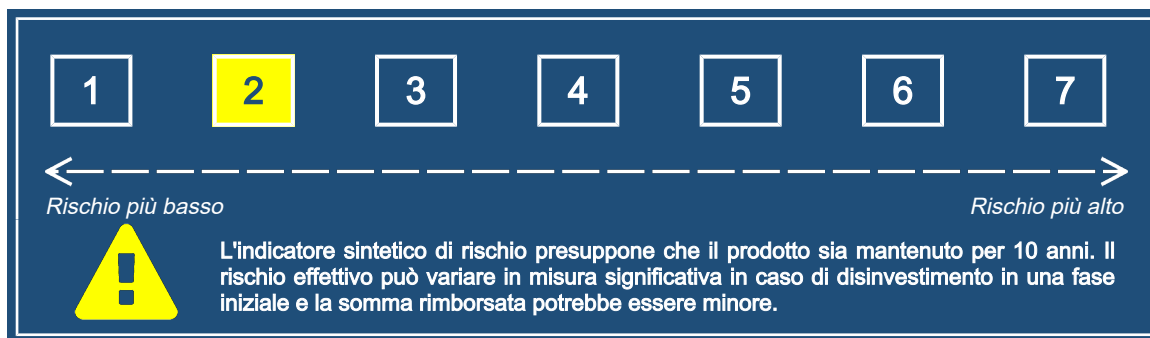 1 2 3 4 5 6 7
Rischio più basso Rischio più alto
L'indicatore sintetico di rischio presuppone che il prodotto sia mantenuto per 10 anni. Il
rischio effettivo può variare in misura significativa in caso di disinvestimento in una fase
iniziale e la somma rimborsata potrebbe essere minore.